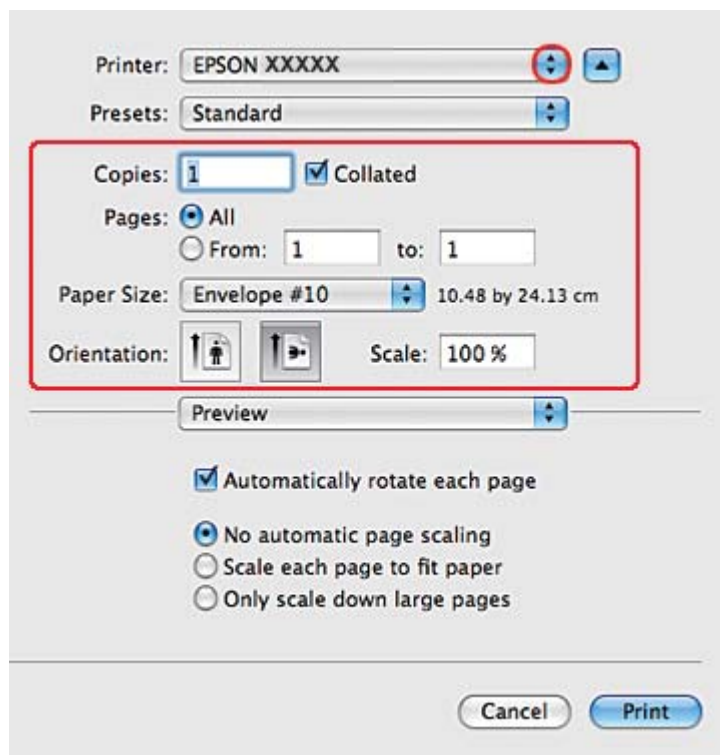 Printer: EPSON XXXXX
Presets: Standard
Copies: 1 Collated
Pages: All
From: 1 to: 1
Paper Size: Envelope #10 10.48 by 24.13 cm
Orientation: Scale: 100 %
Preview
Automatically rotate each page
No automatic page scaling
Scale each page to fit paper
Only scale down large pages
Cancel Print